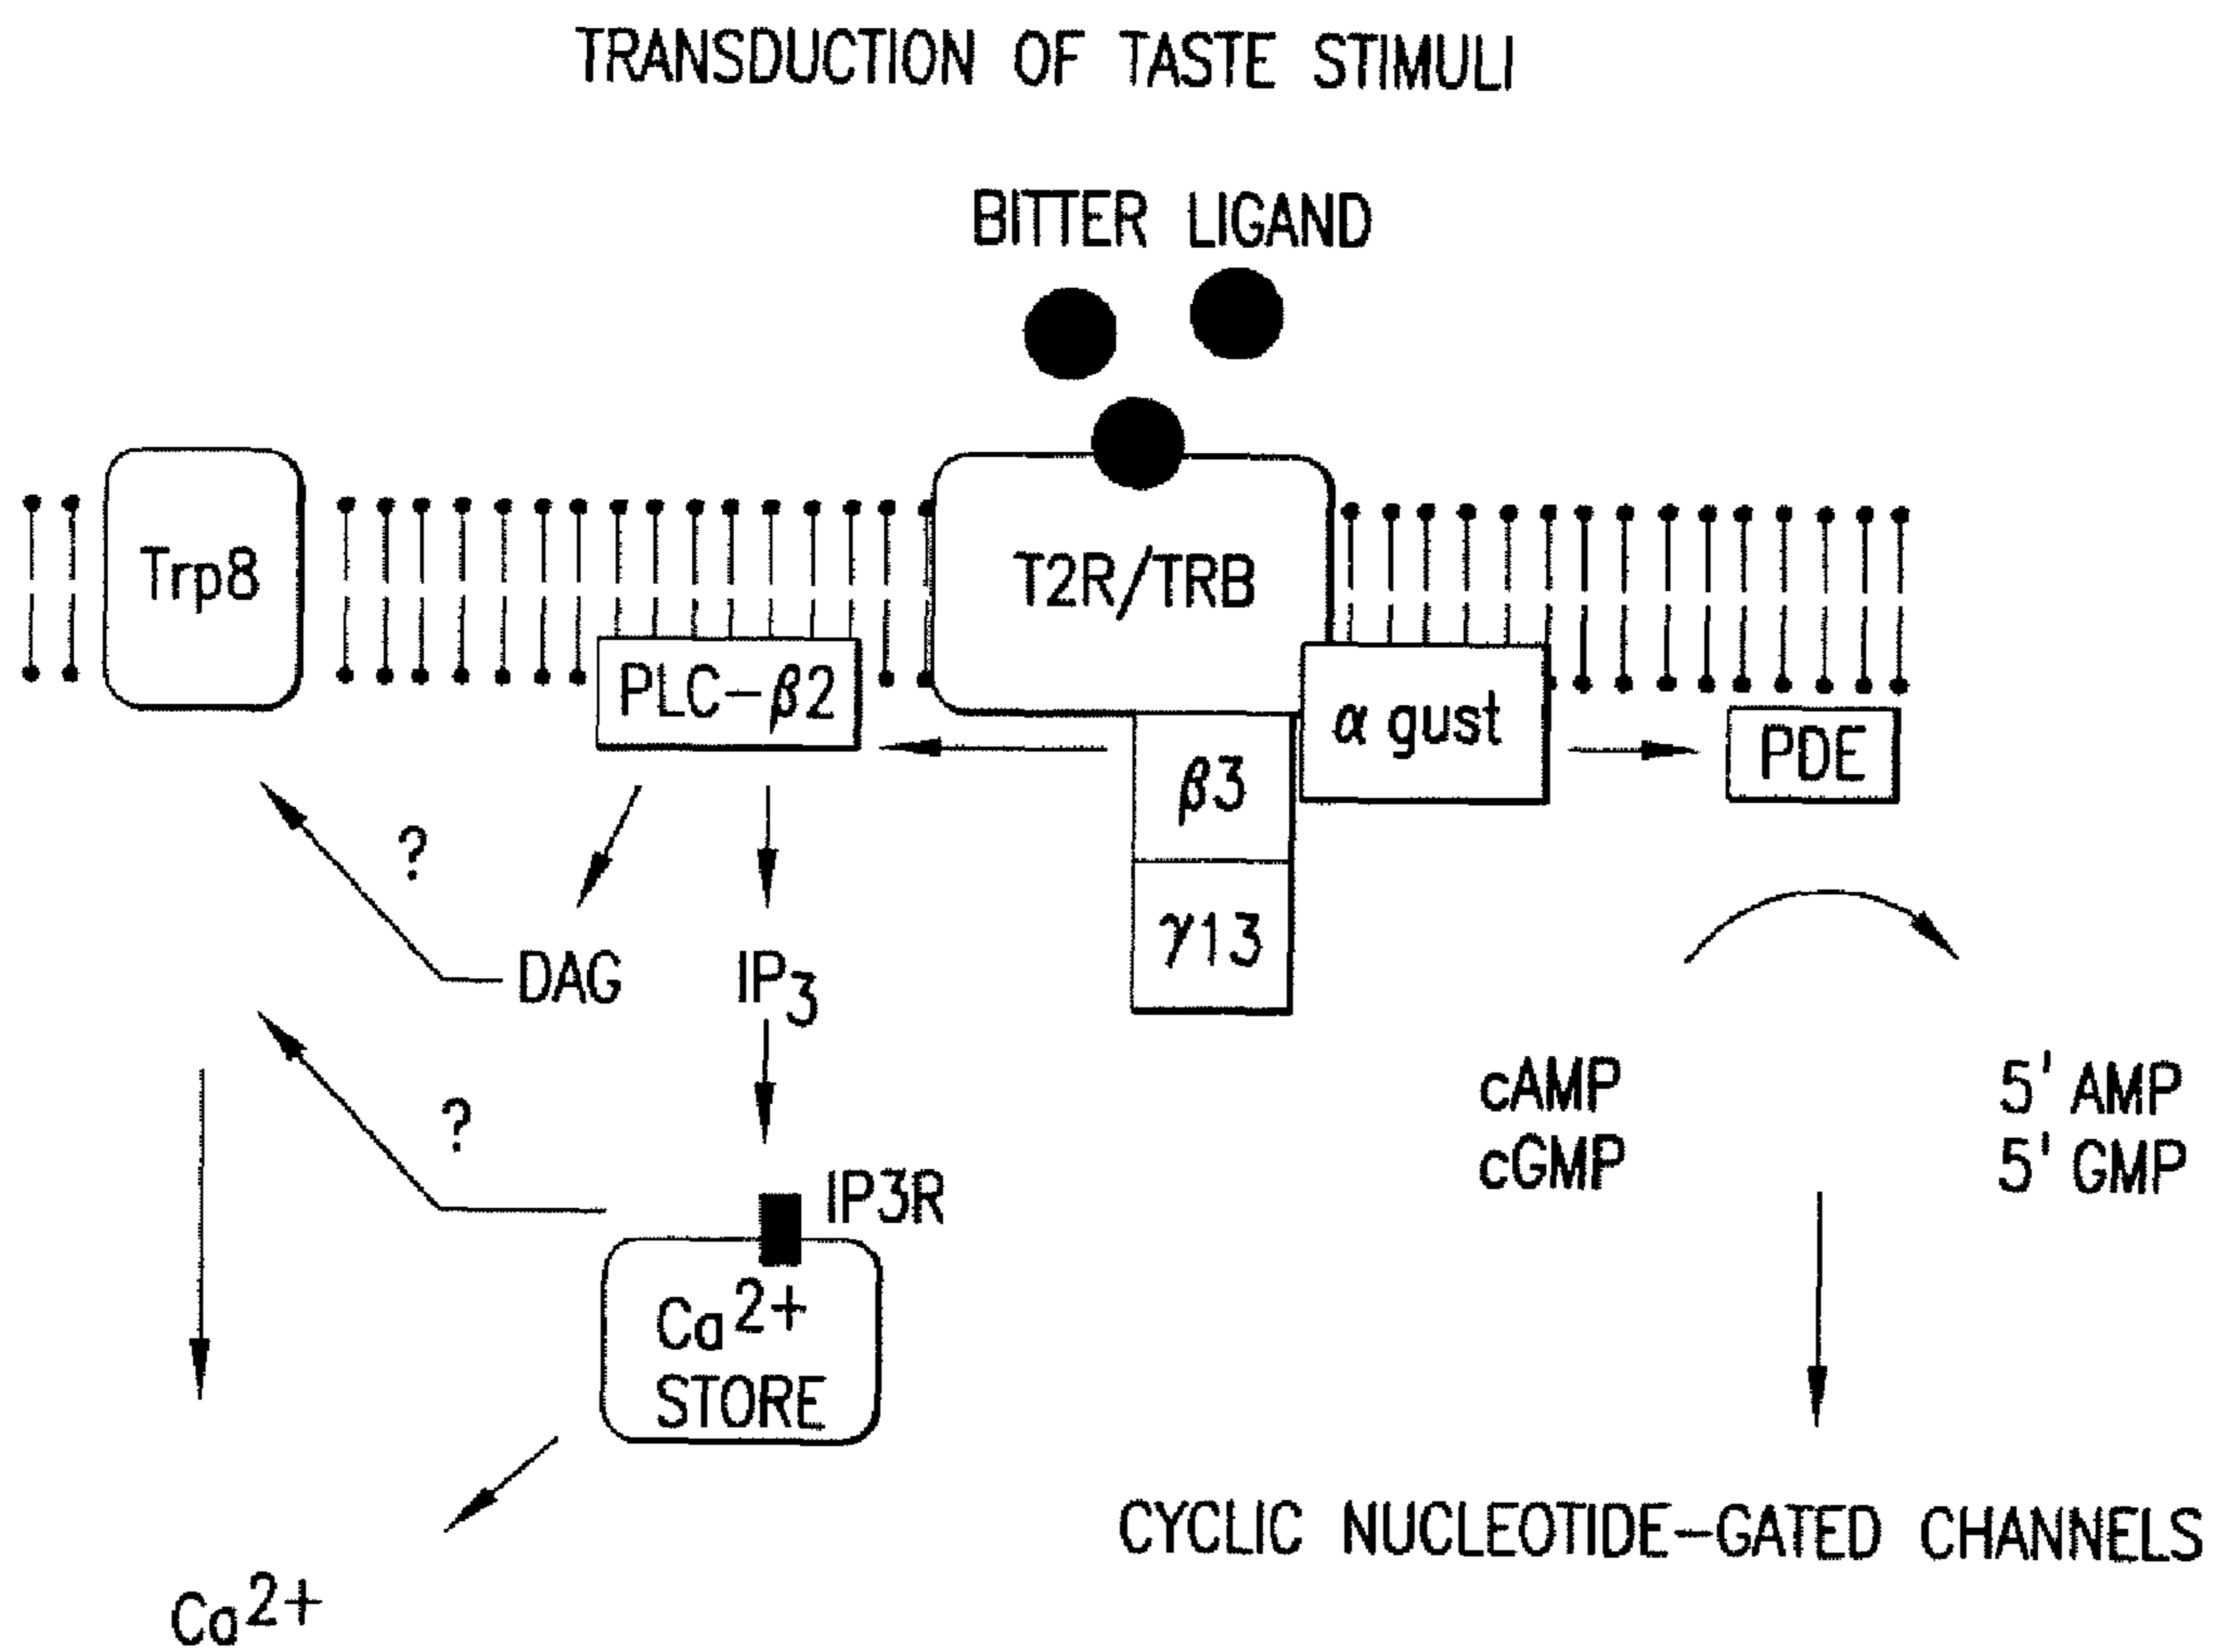 TRANSDUCTION OF TASTE STIMULI
BITTER LIGAND
Trp8
T2R/TRB
PLC-β2
α gust
PDE
β3
?
γ13
DAG
IP3
cAMP
5' AMP
cGMP
5' GMP
?
IP3R
Ca2+
STORE
CYCLIC NUCLEOTIDE-GATED CHANNELS
Ca2+